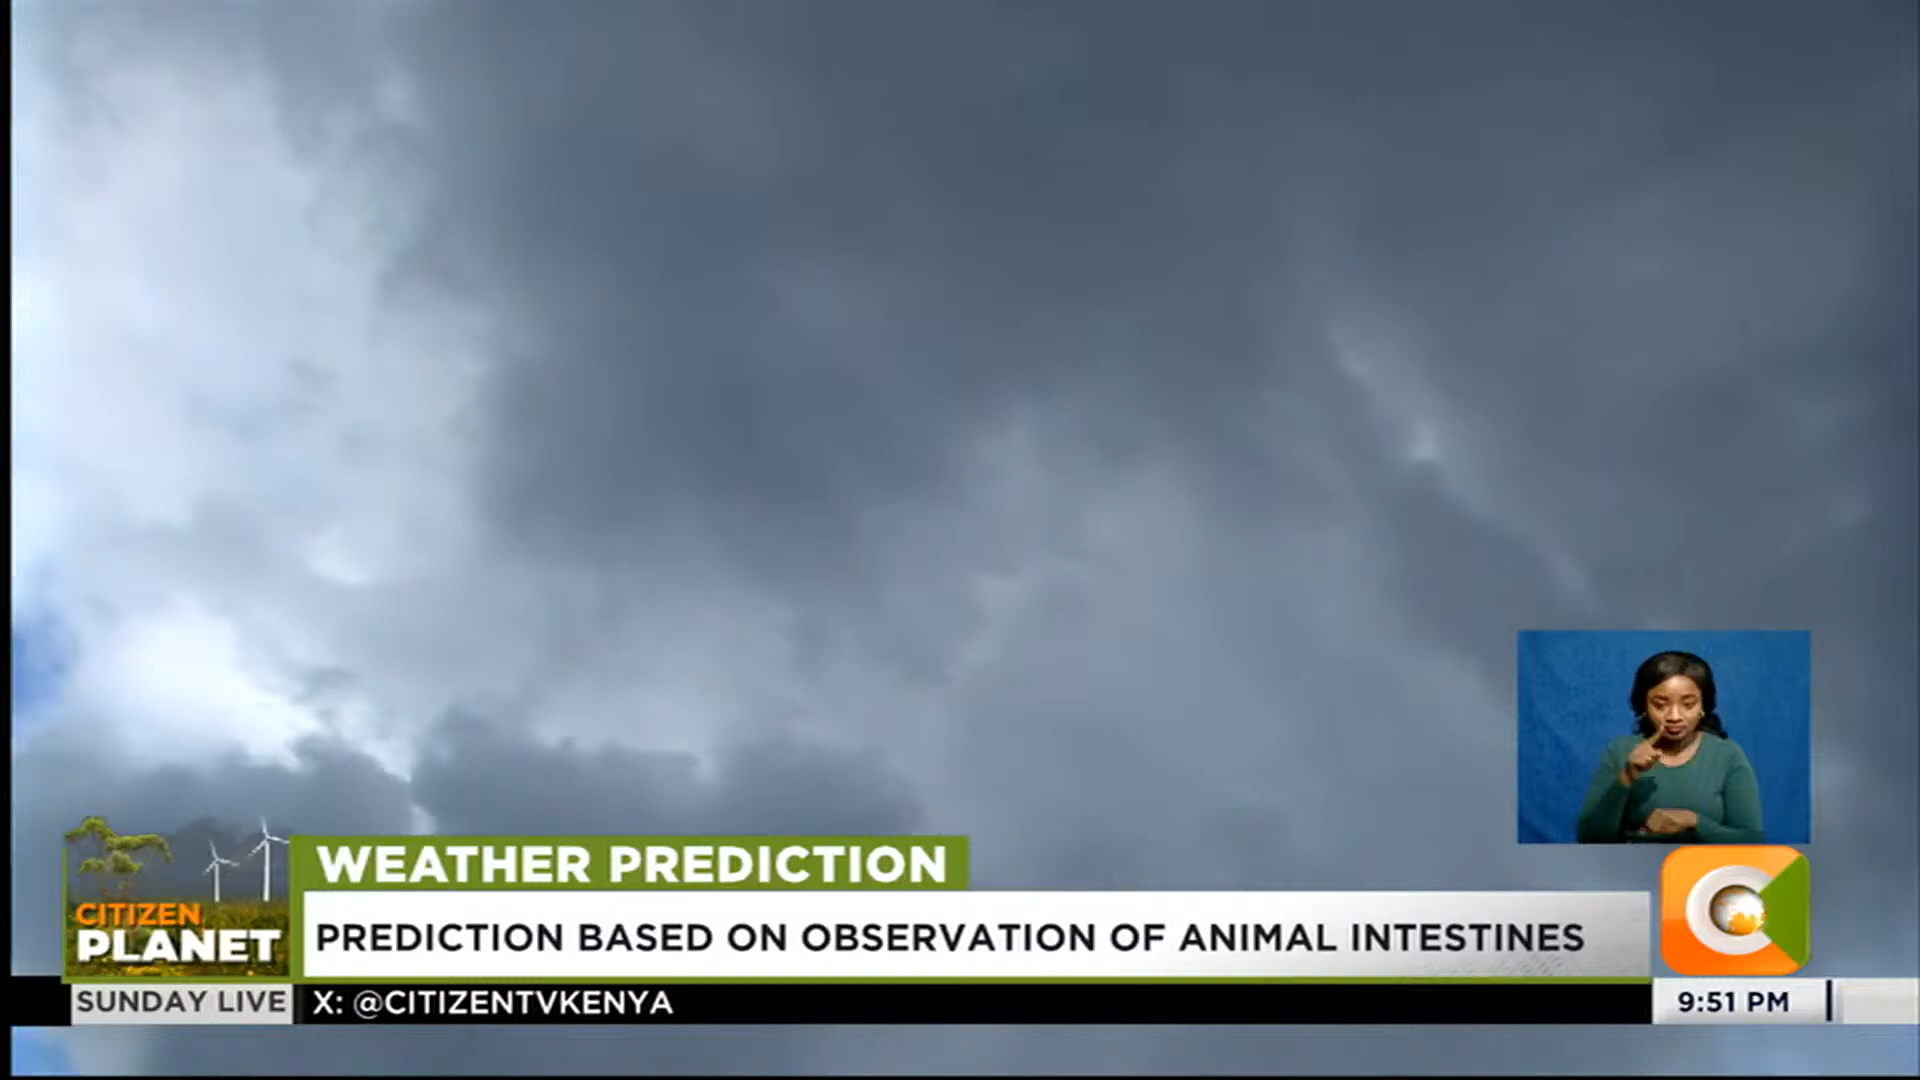 WEATHER PREDICTION
CITIZEN
PLANET
PREDICTION BASED ON OBSERVATION OF ANIMAL INTESTINES
SUNDAY LIVE
X: @CITIZENTVKENYA
9:51 PM